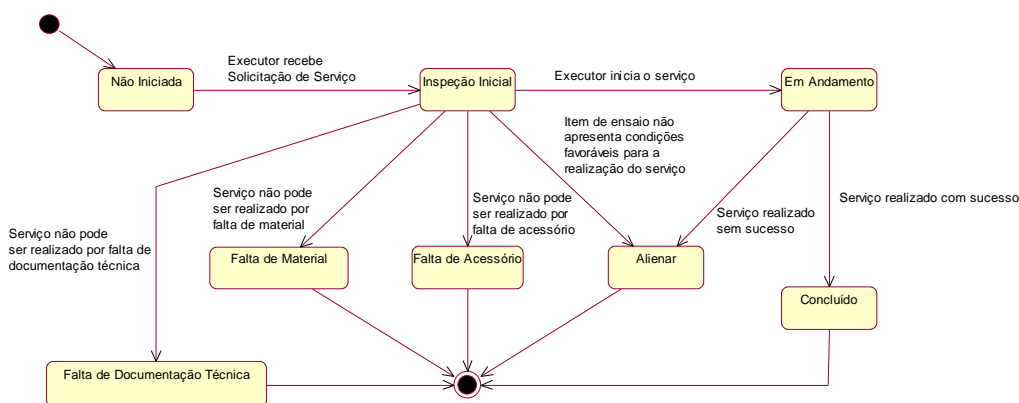 Não Iniciada
Executor recebe
Solicitação de Serviço
Inspeção Inicial
Executor inicia o serviço
Em Andamento
Item de ensaio não
apresenta condições
favoráveis para a
realização do serviço
Serviço não pode
ser realizado por falta de
documentação técnica
Serviço não pode
ser realizado por
falta de material
Serviço não pode
ser realizado por
falta de acessório
Serviço realizado
sem sucesso
Serviço realizado com sucesso
Falta de Material
Falta de Acessório
Alienar
Concluído
Falta de Documentação Técnica